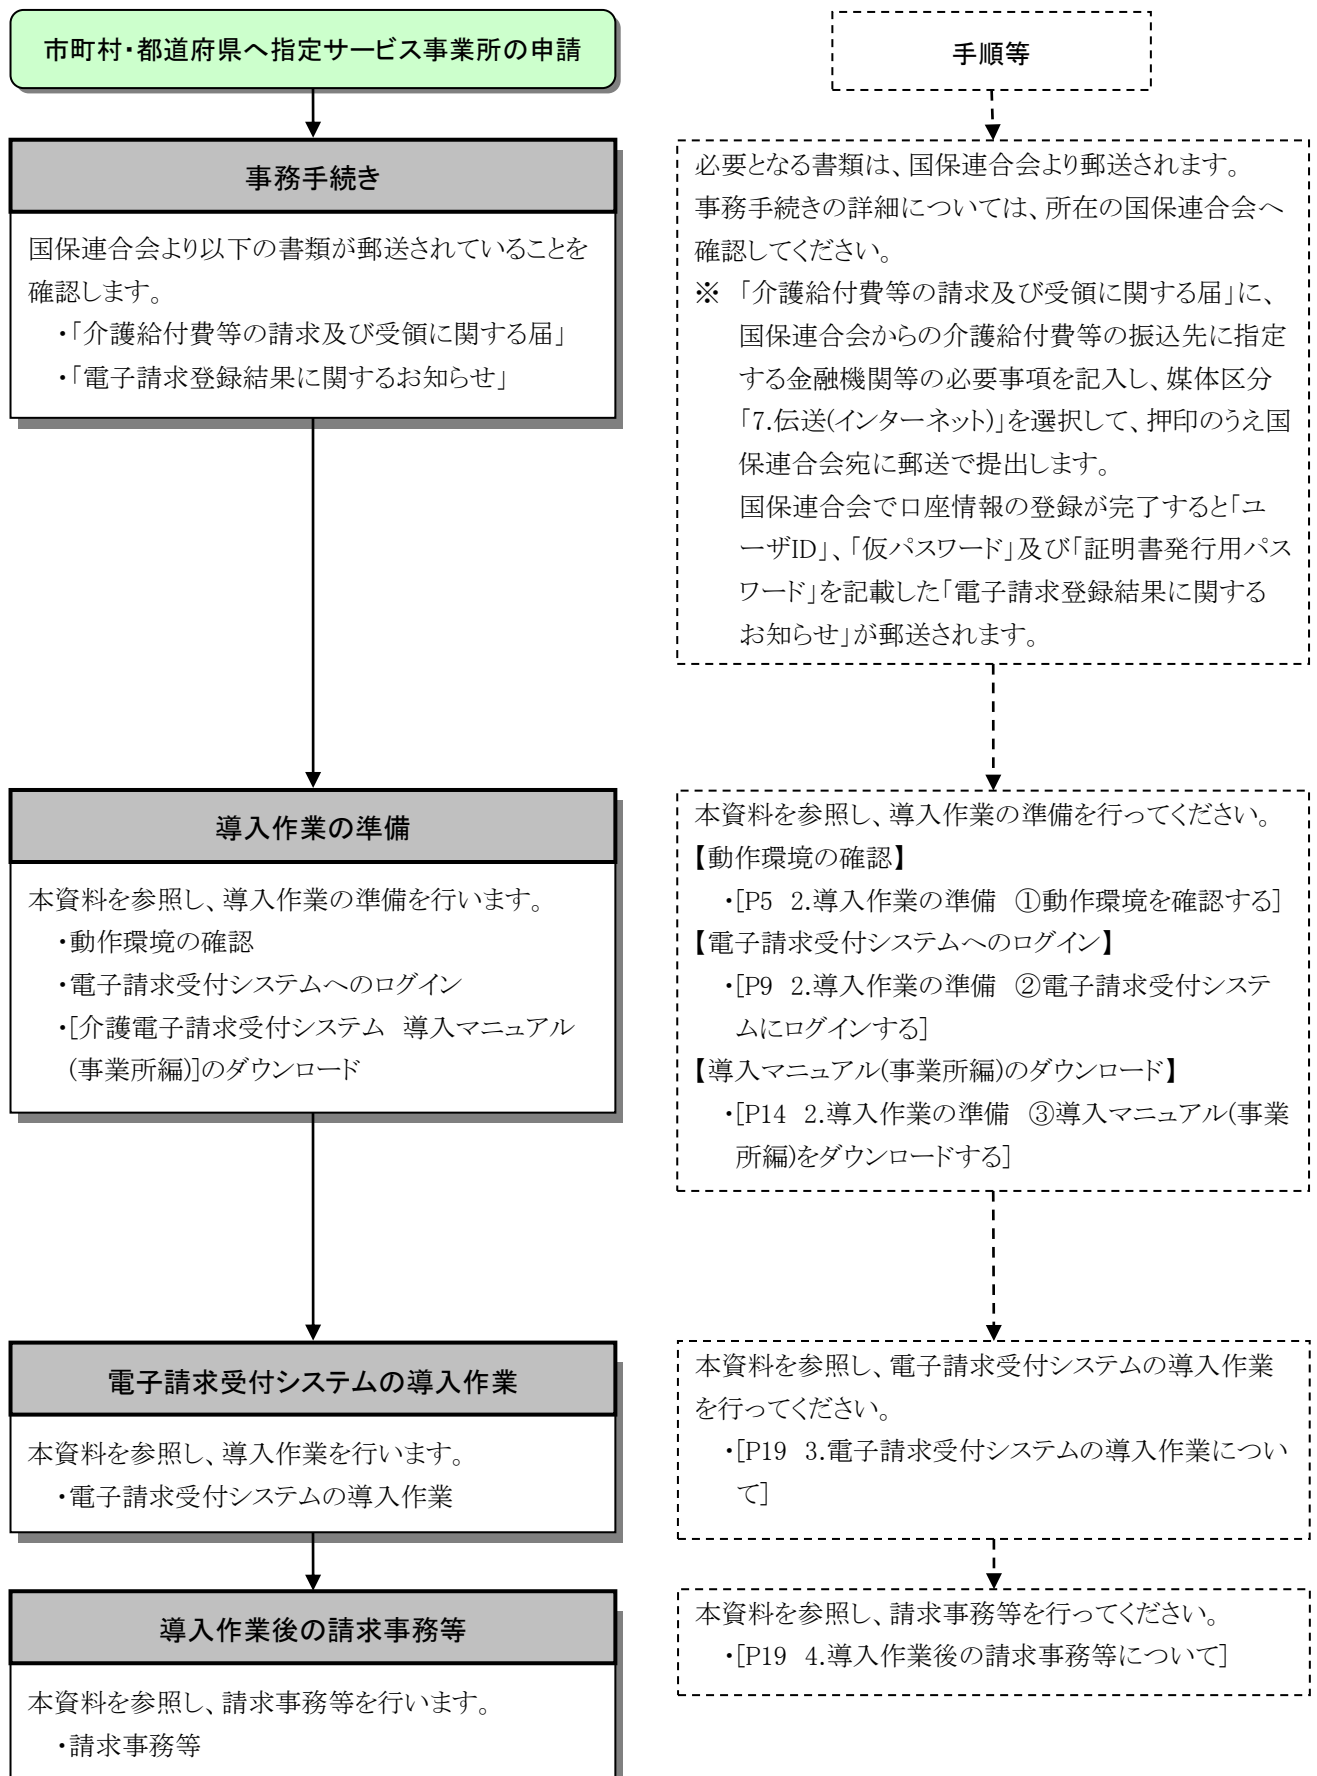 市町村・都道府県へ指定サービス事業所の申請
手順等
事務手続き
国保連合会より以下の書類が郵送されていることを
確認します。
・「介護給付費等の請求及び受領に関する届」
・「電子請求登録結果に関するお知らせ」
必要となる書類は、国保連合会より郵送されます。
事務手続きの詳細については、所在の国保連合会へ
確認してください。
※ 「介護給付費等の請求及び受領に関する届」に、
国保連合会からの介護給付費等の振込先に指定
する金融機関等の必要事項を記入し、媒体区分
「7.伝送(インターネット)」を選択して、押印のうえ国
保連合会宛に郵送で提出します。
国保連合会で口座情報の登録が完了すると「ユ
ーザID」、「仮パスワード」及び「証明書発行用パス
ワード」を記載した「電子請求登録結果に関する
お知らせ」が郵送されます。
導入作業の準備
本資料を参照し、導入作業の準備を行います。
・動作環境の確認
・電子請求受付システムへのログイン
・[介護電子請求受付システム 導入マニュアル
(事業所編)]のダウンロード
本資料を参照し、導入作業の準備を行ってください。
【動作環境の確認】
・[P5 2.導入作業の準備 ①動作環境を確認する]
【電子請求受付システムへのログイン】
・[P9 2.導入作業の準備 ②電子請求受付システ
ムにログインする]
【導入マニュアル(事業所編)のダウンロード】
・[P14 2.導入作業の準備 ③導入マニュアル(事業
所編)をダウンロードする]
電子請求受付システムの導入作業
本資料を参照し、導入作業を行います。
・電子請求受付システムの導入作業
本資料を参照し、電子請求受付システムの導入作業
を行ってください。
・[P19 3.電子請求受付システムの導入作業につい
て]
導入作業後の請求事務等
本資料を参照し、請求事務等を行います。
・請求事務等
本資料を参照し、請求事務等を行ってください。
・[P19 4.導入作業後の請求事務等について]